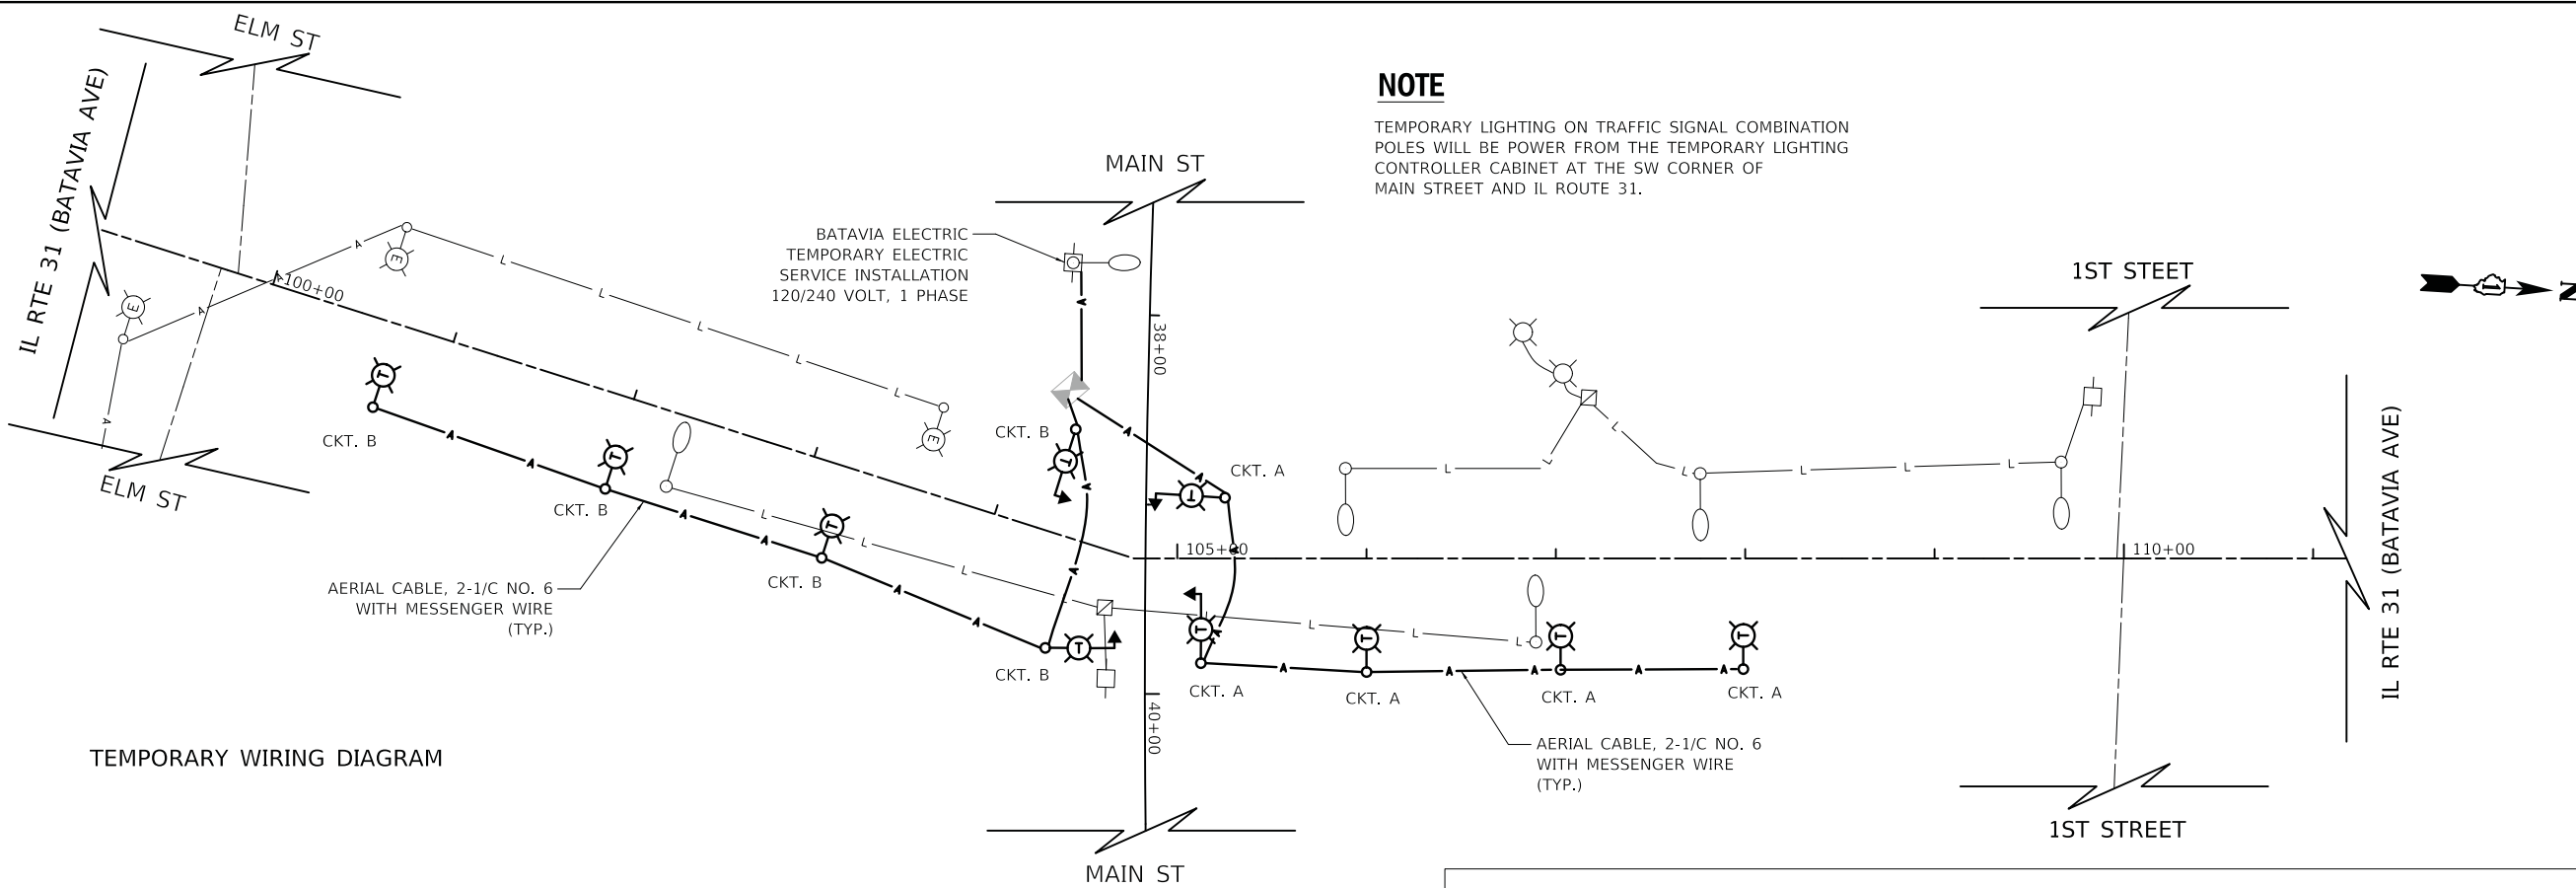 ELM ST
IL RTE 31 (BATAVIA AVE)
NOTE
TEMPORARY LIGHTING ON TRAFFIC SIGNAL COMBINATION
POLES WILL BE POWER FROM THE TEMPORARY LIGHTING
CONTROLLER CABINET AT THE SW CORNER OF
MAIN STREET AND IL ROUTE 31.
MAIN ST
BATAVIA ELECTRIC
TEMPORARY ELECTRIC
SERVICE INSTALLATION
120/240 VOLT, 1 PHASE
1ST STEET
N
100+00
38+00
CKT. B
CKT. B
CKT. A
ELM ST
CKT. B
105+00
110+00
IL RTE 31 (BATAVIA AVE)
CKT. B
AERIAL CABLE, 2-1/C NO. 6
WITH MESSENGER WIRE
(TYP.)
CKT. B
CKT. A
CKT. A
CKT. A
CKT. A
40+00
TEMPORARY WIRING DIAGRAM
AERIAL CABLE, 2-1/C NO. 6
WITH MESSENGER WIRE
(TYP.)
1ST STREET
MAIN ST